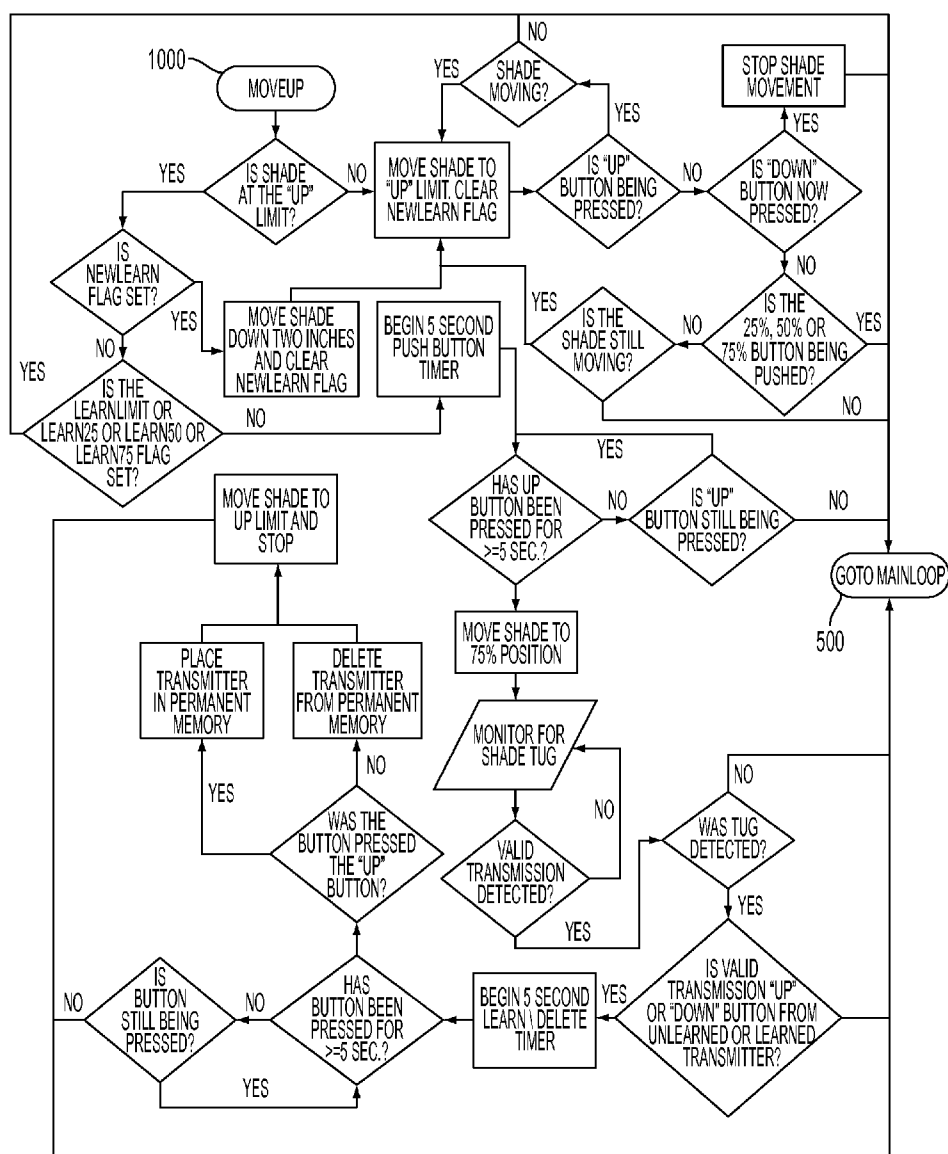 1000
MOVEUP
NO
YES
SHADE
MOVING?
STOP SHADE
MOVEMENT
YES
YES
YES
IS SHADE
AT THE "UP"
LIMIT?
NO
MOVE SHADE TO
"UP" LIMIT. CLEAR
NEWLEARN FLAG
IS "UP"
BUTTON BEING
PRESSED?
NO
IS "DOWN"
BUTTON NOW
PRESSED?
IS
NEWLEARN
FLAG SET?
YES
NO
MOVE SHADE
DOWN TWO INCHES
AND CLEAR
NEWLEARN FLAG
BEGIN 5 SECOND
PUSH BUTTON
TIMER
YES
IS THE
SHADE STILL
MOVING?
NO
NO
IS THE
25%, 50% OR
75% BUTTON BEING
PUSHED?
YES
YES
IS THE
LEARNLIMIT OR
LEARN25 OR LEARN50 OR
LEARN75 FLAG
SET?
NO
NO
YES
HAS UP
BUTTON BEEN
PRESSED FOR
>=5 SEC.?
NO
IS "UP"
BUTTON STILL BEING
PRESSED?
NO
MOVE SHADE TO
UP LIMIT AND
STOP
GOTO MAINLOOP
500
MOVE SHADE TO
75% POSITION
PLACE
TRANSMITTER
IN PERMANENT
MEMORY
DELETE
TRANSMITTER
FROM PERMANENT
MEMORY
MONITOR FOR
SHADE TUG
NO
YES
NO
NO
WAS THE
BUTTON PRESSED
THE "UP"
BUTTON?
VALID
TRANSMISSION
DETECTED?
YES
WAS TUG
DETECTED?
YES
NO
IS
BUTTON
STILL BEING
PRESSED?
NO
YES
HAS
BUTTON BEEN
PRESSED FOR
>=5 SEC.?
BEGIN 5 SECOND
LEARN \ DELETE
TIMER
YES
IS VALID
TRANSMISSION "UP"
OR "DOWN" BUTTON FROM
UNLEARNED OR LEARNED
TRANSMITTER?